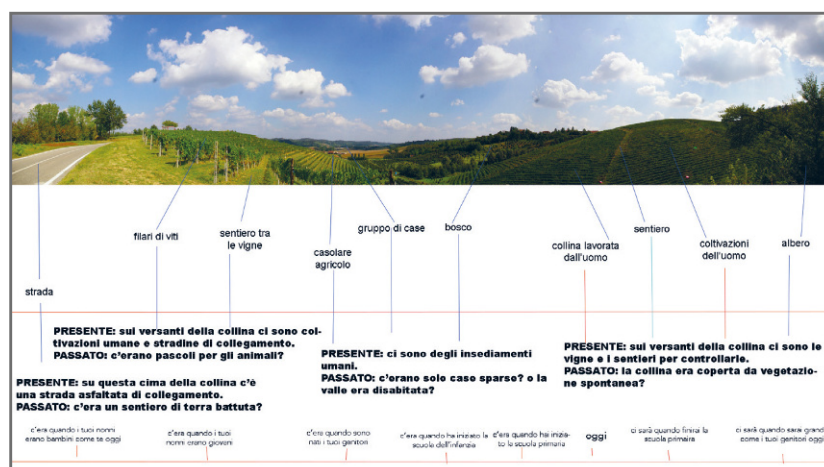 filari di viti
sentiero tra
le vigne
casolare
agricolo
gruppo di case
bosco
collina lavorata
dall'uomo
sentiero
coltivazioni
dell'uomo
albero
strada
PRESENTE: sui versanti della collina ci sono col-
tivazioni umane e stradine di collegamento.
PASSATO: c'erano pascoli per gli animali?
PRESENTE: su questa cima della collina c'è
una strada asfaltata di collegamento.
PASSATO: c'era un sentiero di terra battuta?
PRESENTE: ci sono degli insediamenti
umani.
PASSATO: c'erano solo case sparse? o la
valle era disabitata?
PRESENTE: sui versanti della collina ci sono le
vigne e i sentieri per controllarle.
PASSATO: la collina era coperta da vegetazio-
ne spontanea?
c'era quando i tuoi nonni
erano bambini come te oggi
c'era quando i tuoi
nonni erano giovani
c'era quando sono
nati i tuoi genitori
c'era quando ha iniziato la
scuola dell'infanzia
c'era quando hai inizia-
to la scuola primaria
oggi
ci sarà quando finirai la
scuola primaira
ci sarà quando sarai grande
come i tuoi genitori oggi